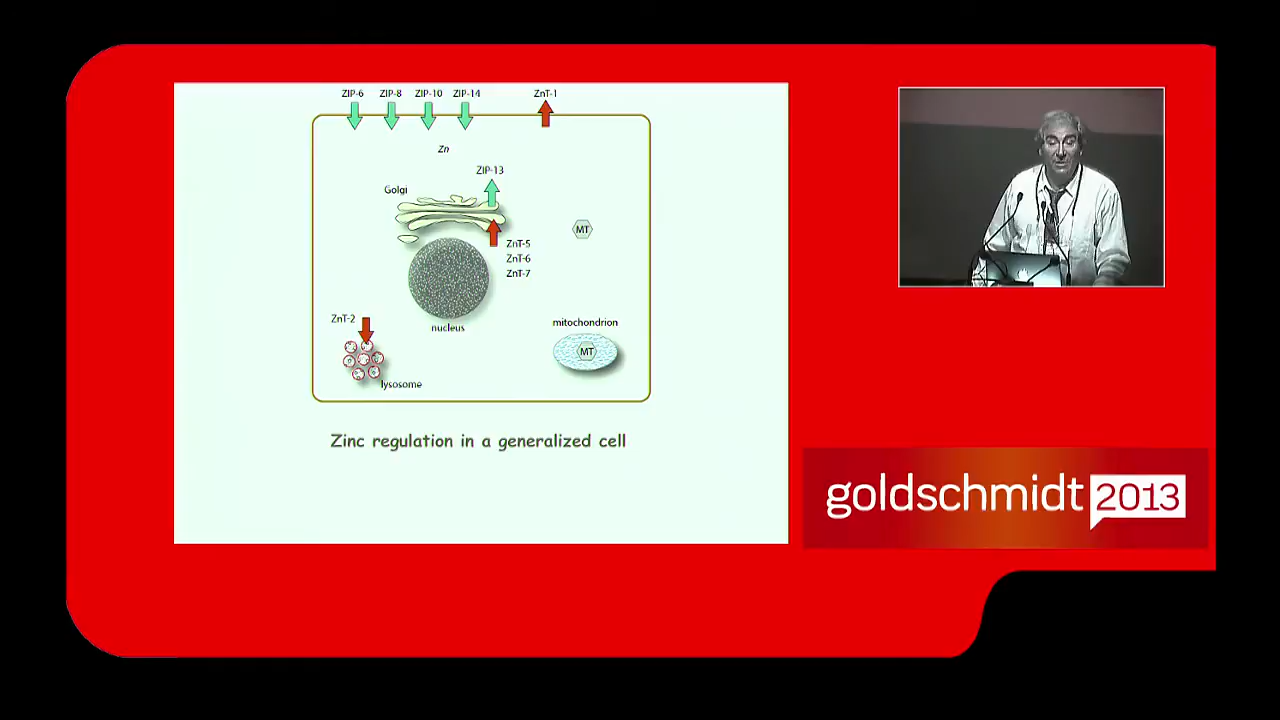 ZIP-6 ZIP-8 ZIP-10 ZIP-14 ZnT-1
Zn
ZIP-13
Golgi
MT
ZnT-5
ZnT-6
ZnT-7
ZnT-2
nucleus
mitochondrion
MT
lysosome
Zinc regulation in a generalized cell
goldschmidt 2013